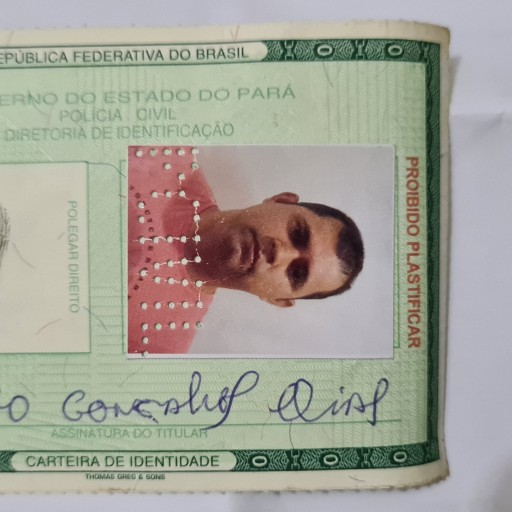 EPÚBLICA FEDERATIVA DO BRASIL
ERNO DO ESTADO DO PARÁ
POLÍCIA CIVIL
DIRETORIA DE IDENTIFICAÇÃO
POLEGAR DIREITO
PROIBIDO PLASTIFICAR
O GONÇALVES DIAS
ASSINATURA DO TITULAR
CARTEIRA DE IDENTIDADE
THOMAS GREG & SONS